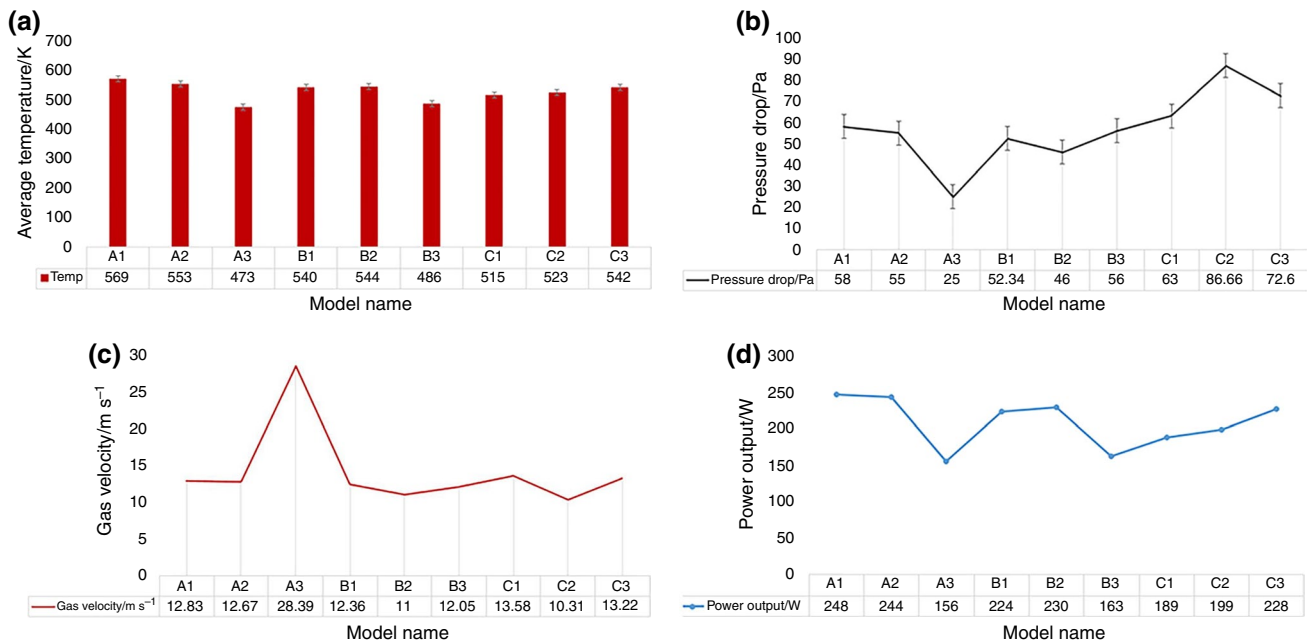 (a)
700
600
500
400
300
200
100
0
Average temperature/K
A1 A2 A3 B1 B2 B3 C1 C2 C3
Temp 569 553 473 540 544 486 515 523 542
Model name
(b)
100
90
80
70
60
50
40
30
20
10
0
Pressure drop/Pa
A1 A2 A3 B1 B2 B3 C1 C2 C3
Pressure drop/Pa 58 55 25 52.34 46 56 63 86.66 72.6
Model name
(c)
30
25
20
15
10
5
0
Gas velocity/m s⁻¹
A1 A2 A3 B1 B2 B3 C1 C2 C3
Gas velocity/m s⁻¹ 12.83 12.67 28.39 12.36 11 12.05 13.58 10.31 13.22
Model name
(d)
300
250
200
150
100
50
0
Power output/W
A1 A2 A3 B1 B2 B3 C1 C2 C3
Power output/W 248 244 156 224 230 163 189 199 228
Model name